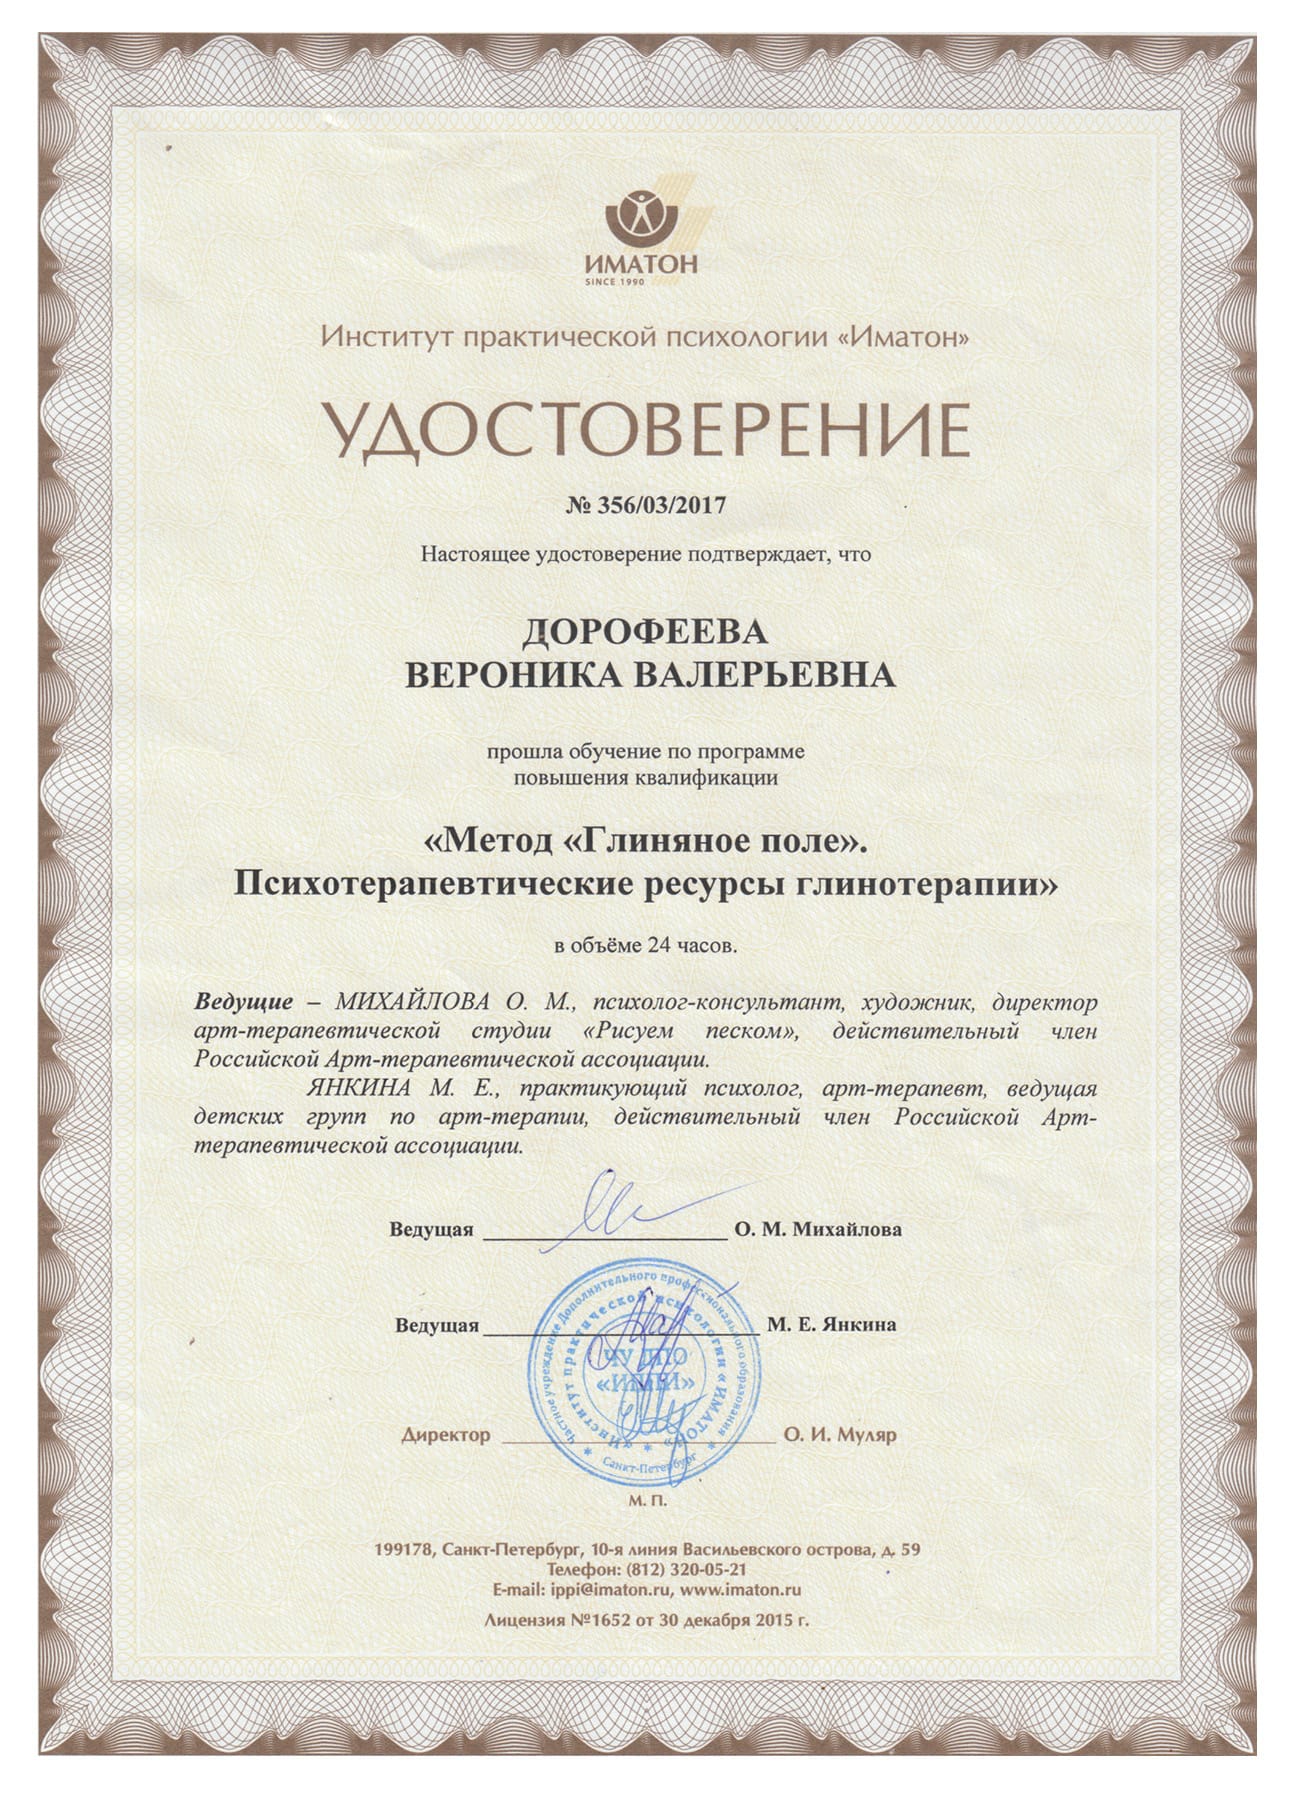 ИМАТОН
SINCE 1990
Институт практической психологии «Иматон»
УДОСТОВЕРЕНИЕ
№ 356/03/2017
Настоящее удостоверение подтверждает, что
ДОРОФЕЕВА
ВЕРОНИКА ВАЛЕРЬЕВНА
прошла обучение по программе
повышения квалификации
«Метод «Глиняное поле».
Психотерапевтические ресурсы глинотерапии»
в объёме 24 часов.
Ведущие – МИХАЙЛОВА О. М., психолог-консультант, художник, директор
арт-терапевтической студии «Рисуем песком», действительный член
Российской Арт-терапевтической ассоциации.
ЯНКИНА М. Е., практикующий психолог, арт-терапевт, ведущая
детских групп по арт-терапии, действительный член Российской Арт-
терапевтической ассоциации.
Ведущая О. М. Михайлова
Ведущая М. Е. Янкина
Частное учреждение Дополнительного профессионального образования
«Институт практической психологии «ИМАТОН»
ЧУ ДПО
«ИППИ»
Санкт-Петербург
Директор О. И. Муляр
М. П.
199178, Санкт-Петербург, 10-я линия Васильевского острова, д. 59
Телефон: (812) 320-05-21
E-mail: ippi@imaton.ru, www.imaton.ru
Лицензия №1652 от 30 декабря 2015 г.